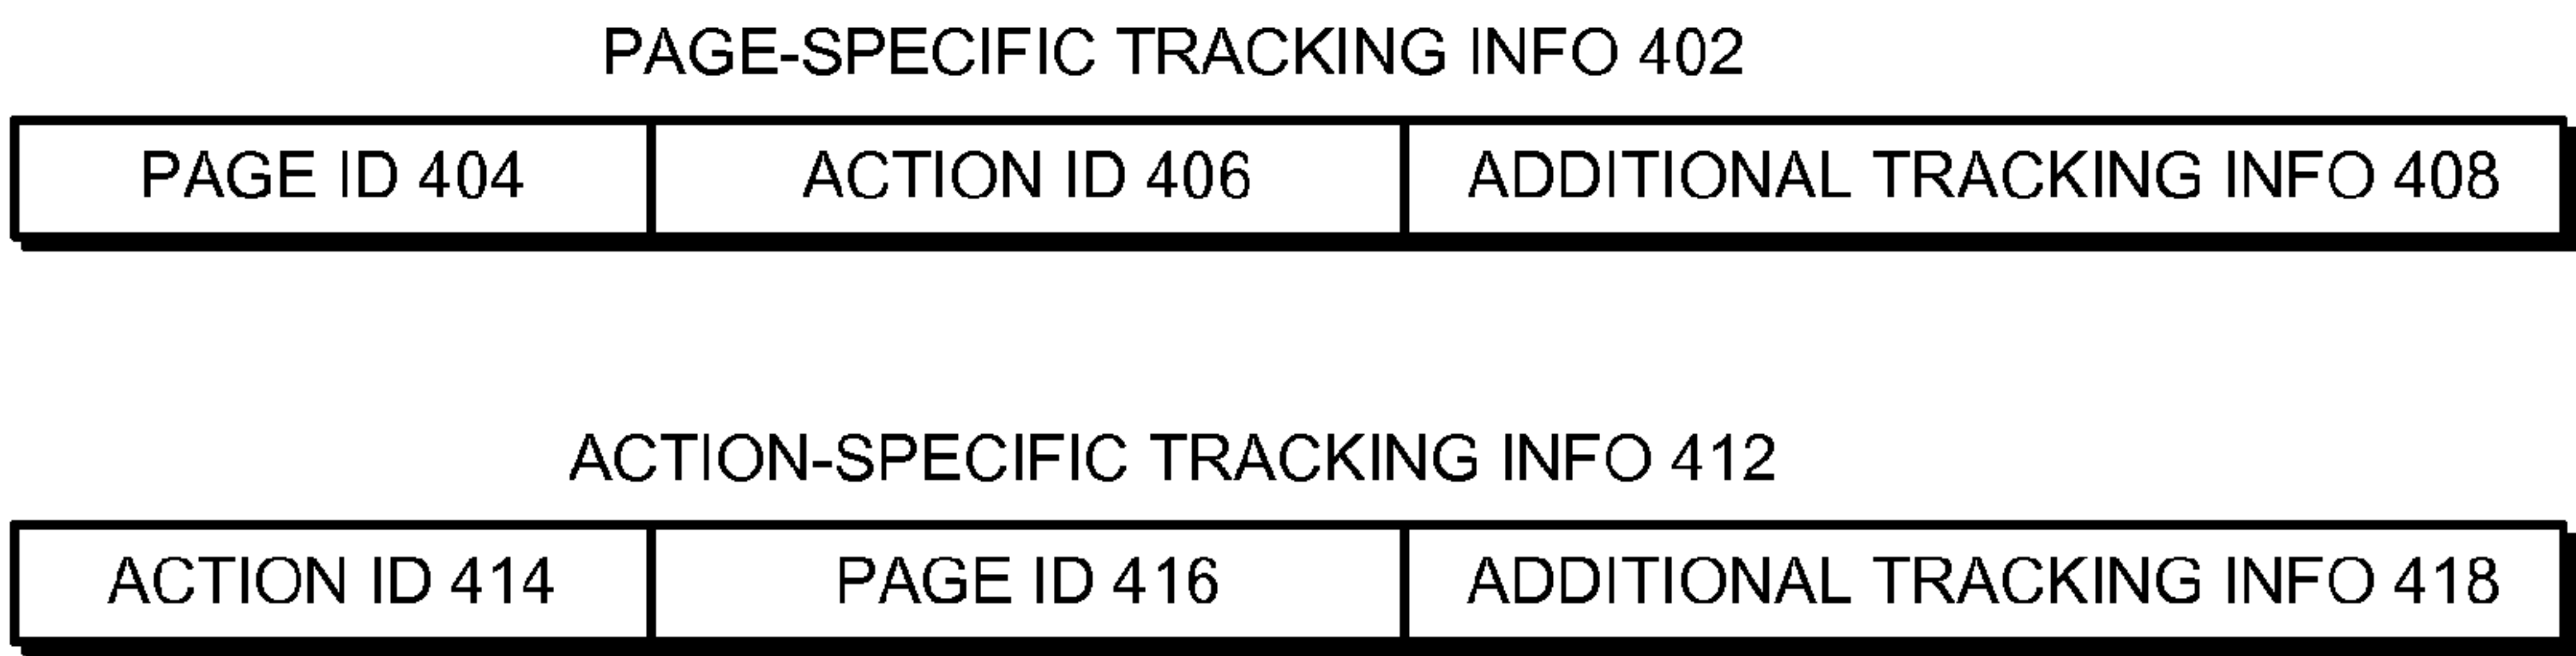 PAGE-SPECIFIC TRACKING INFO 402
PAGE ID 404 ACTION ID 406 ADDITIONAL TRACKING INFO 408
ACTION-SPECIFIC TRACKING INFO 412
ACTION ID 414 PAGE ID 416 ADDITIONAL TRACKING INFO 418